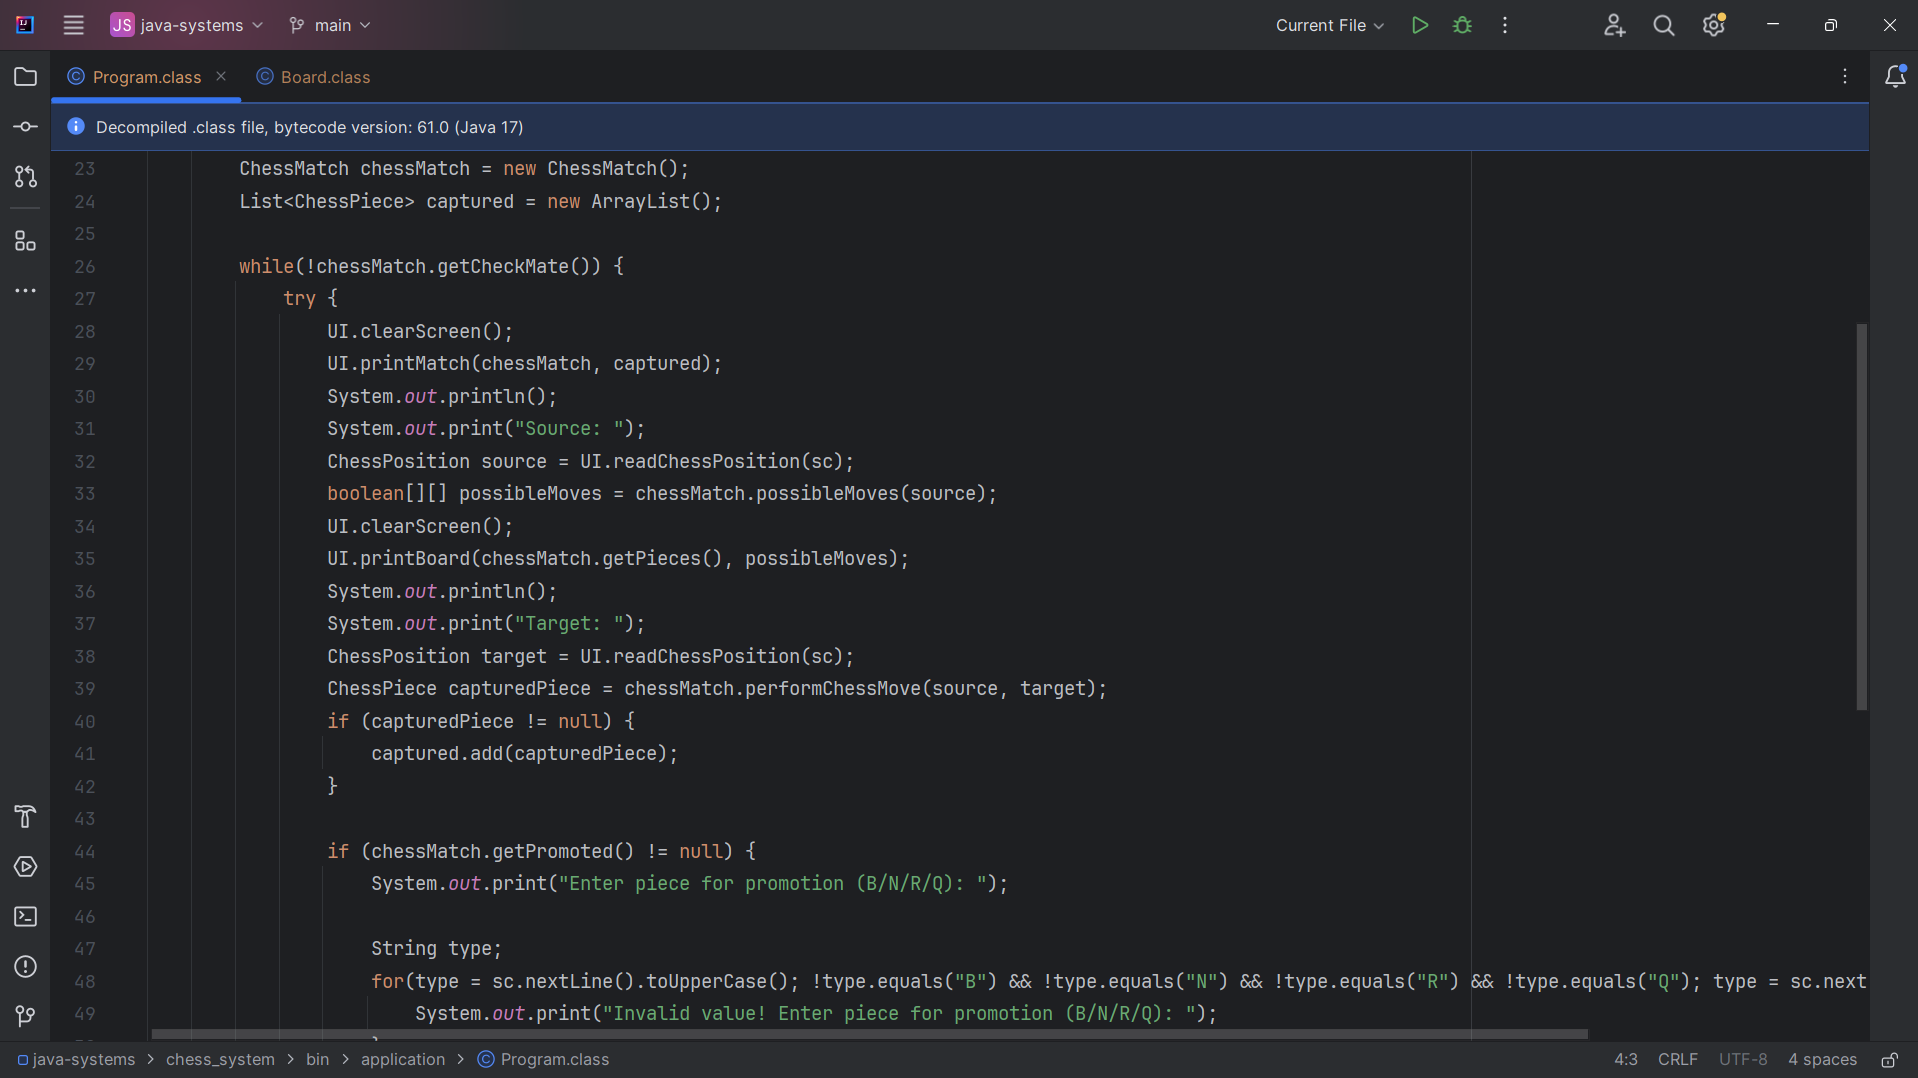 JS java-systems main Current File
Program.class Board.class
Decompiled .class file, bytecode version: 61.0 (Java 17)
23 ChessMatch chessMatch = new ChessMatch();
24 List<ChessPiece> captured = new ArrayList();
25
26 while(!chessMatch.getCheckMate()) {
27 try {
28 UI.clearScreen();
29 UI.printMatch(chessMatch, captured);
30 System.out.println();
31 System.out.print("Source: ");
32 ChessPosition source = UI.readChessPosition(sc);
33 boolean[][] possibleMoves = chessMatch.possibleMoves(source);
34 UI.clearScreen();
35 UI.printBoard(chessMatch.getPieces(), possibleMoves);
36 System.out.println();
37 System.out.print("Target: ");
38 ChessPosition target = UI.readChessPosition(sc);
39 ChessPiece capturedPiece = chessMatch.performChessMove(source, target);
40 if (capturedPiece != null) {
41 captured.add(capturedPiece);
42 }
43
44 if (chessMatch.getPromoted() != null) {
45 System.out.print("Enter piece for promotion (B/N/R/Q): ");
46
47 String type;
48 for(type = sc.nextLine().toUpperCase(); !type.equals("B") && !type.equals("N") && !type.equals("R") && !type.equals("Q"); type = sc.next
49 System.out.print("Invalid value! Enter piece for promotion (B/N/R/Q): ");
java-systems > chess_system > bin > application > Program.class 4:3 CRLF UTF-8 4 spaces